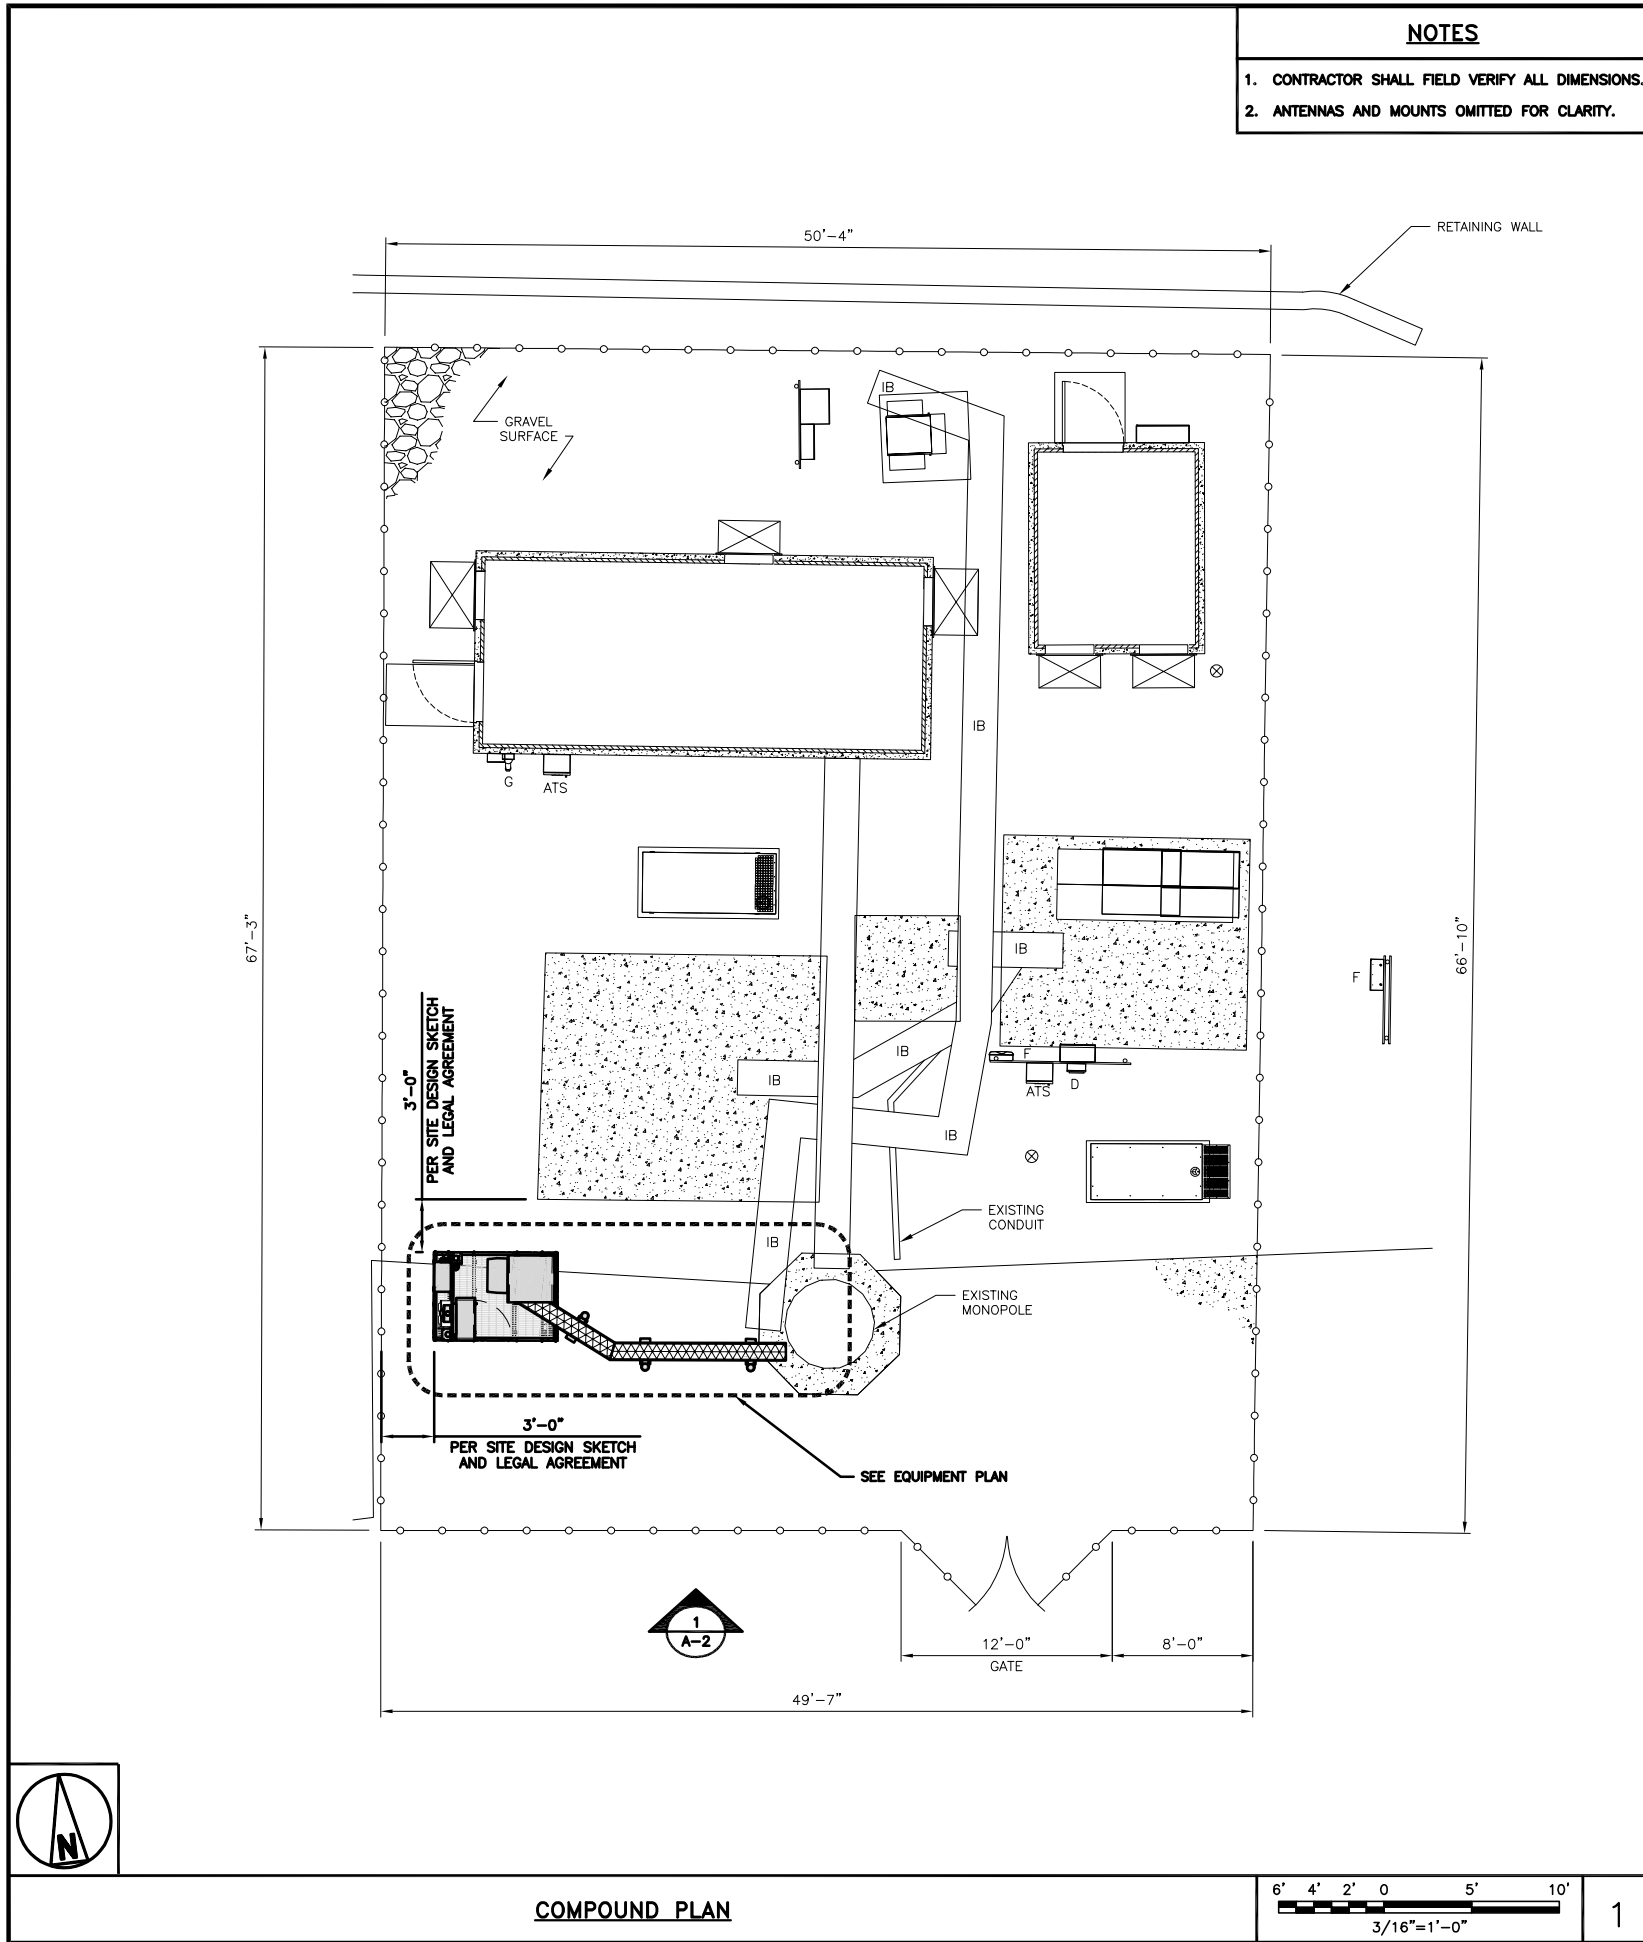 NOTES
1. CONTRACTOR SHALL FIELD VERIFY ALL DIMENSIONS.
2. ANTENNAS AND MOUNTS OMITTED FOR CLARITY.
RETAINING WALL
50'-4"
IB
GRAVEL
SURFACE
IB
G
ATS
67'-3"
66'-10"
IB
F
3'-0"
PER SITE DESIGN SKETCH
AND LEGAL AGREEMENT
IB
F
IB
ATS
D
IB
EXISTING
CONDUIT
IB
EXISTING
MONOPOLE
3'-0"
PER SITE DESIGN SKETCH
AND LEGAL AGREEMENT
SEE EQUIPMENT PLAN
1
A-2
12'-0"
GATE
8'-0"
49'-7"
N
COMPOUND PLAN
6' 4' 2' 0 5' 10'
3/16"=1'-0"
1